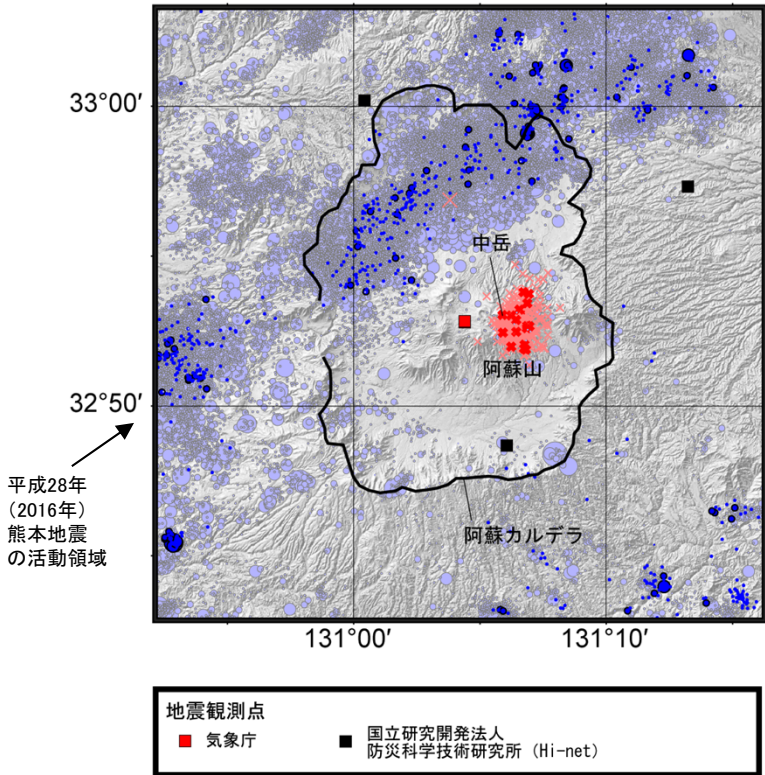 33°00′
中岳
阿蘇山
32°50′
平成28年
（2016年）
熊本地震
の活動領域
阿蘇カルデラ
131°00′
131°10′
地震観測点
気象庁
国立研究開発法人
防災科学技術研究所（Hi-net）